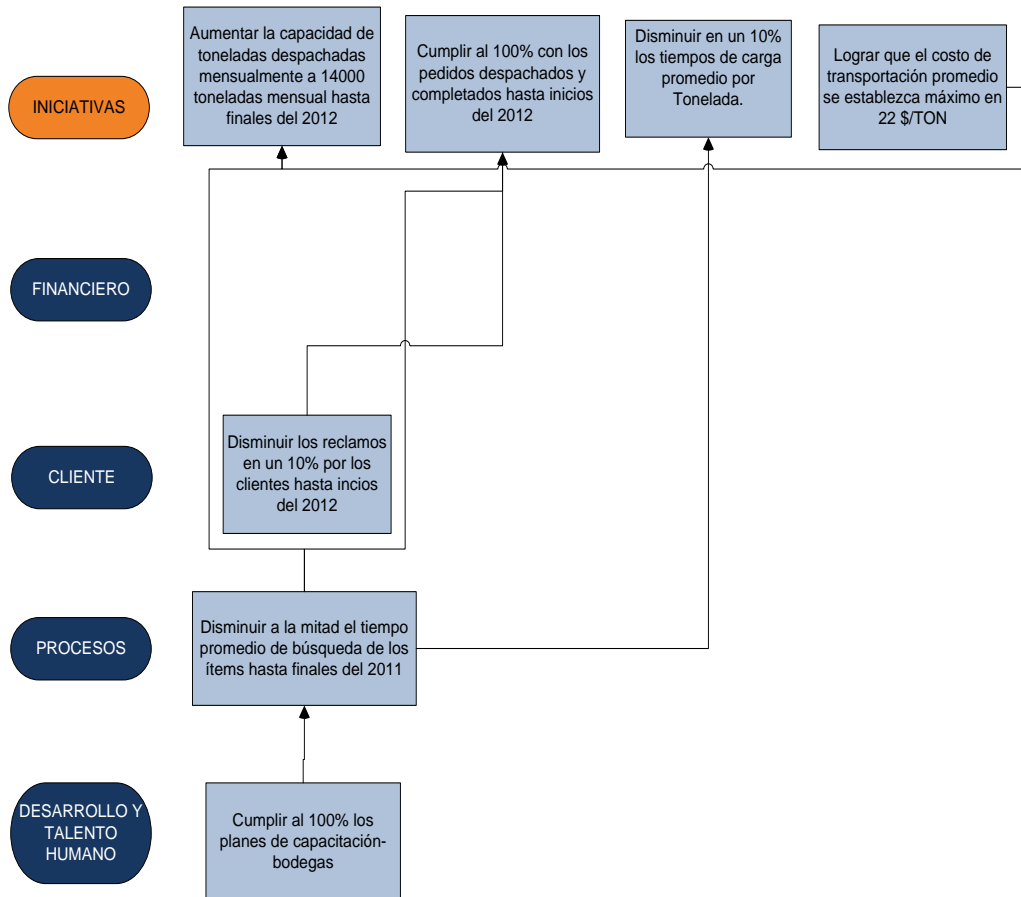 INICIATIVAS
Aumentar la capacidad de
toneladas despachadas
mensualmente a 14000
toneladas mensual hasta
finales del 2012
Cumplir al 100% con los
pedidos despachados y
completados hasta inicios
del 2012
Disminuir en un 10%
los tiempos de carga
promedio por
Tonelada.
Lograr que el costo de
transportación promedio
se establezca máximo en
22 $/TON
FINANCIERO
CLIENTE
Disminuir los reclamos
en un 10% por los
clientes hasta incios
del 2012
PROCESOS
Disminuir a la mitad el tiempo
promedio de búsqueda de los
ítems hasta finales del 2011
DESARROLLO Y
TALENTO
HUMANO
Cumplir al 100% los
planes de capacitación-
bodegas